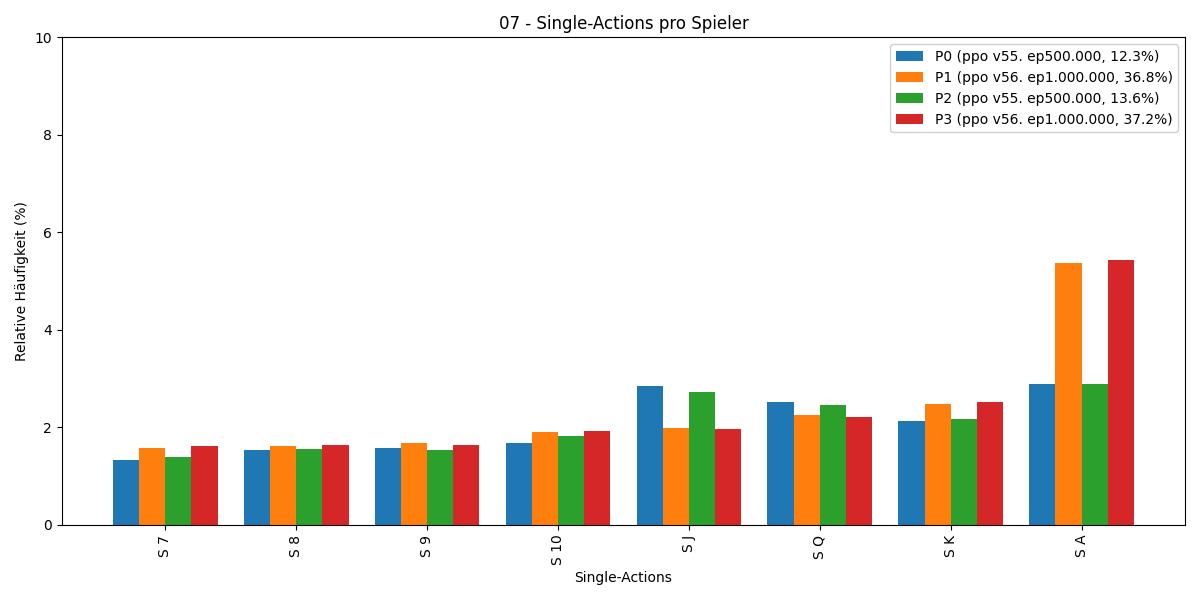 07 - Single-Actions pro Spieler
10
8
6
4
2
0
Relative Häufigkeit (%)
P0 (ppo v55. ep500.000, 12.3%)
P1 (ppo v56. ep1.000.000, 36.8%)
P2 (ppo v55. ep500.000, 13.6%)
P3 (ppo v56. ep1.000.000, 37.2%)
S 7
S 8
S 9
S 10
S J
S Q
S K
S A
Single-Actions